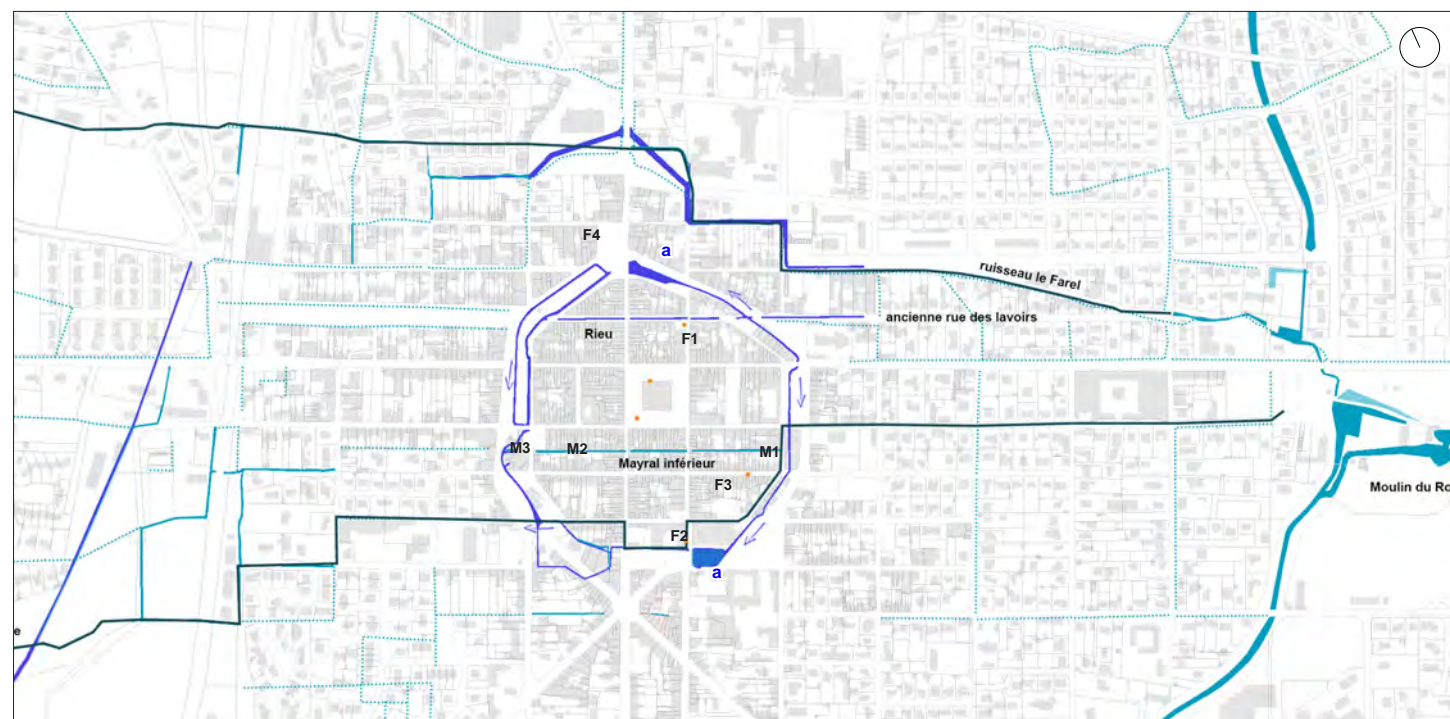 F4
a
ruisseau le Farel
ancienne rue des lavoirs
Rieu
F1
M3
M2
M1
Mayral inférieur
F3
Moulin du Ro
F2
a
e